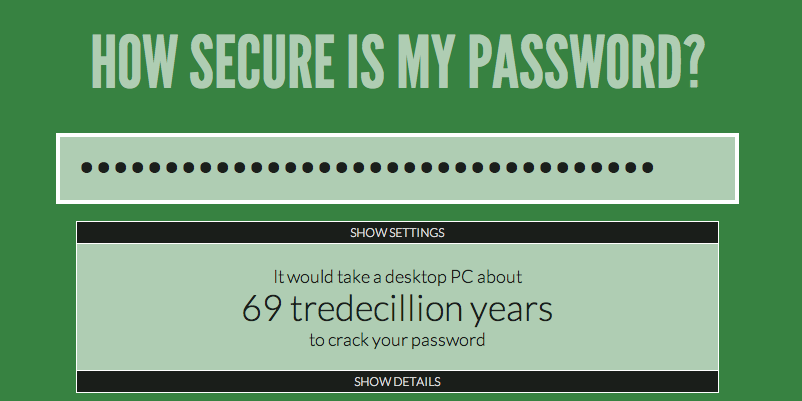 HOW SECURE IS MY PASSWORD?
••••••••••••••••••••••••••••••••••
SHOW SETTINGS
It would take a desktop PC about
69 tredecillion years
to crack your password
SHOW DETAILS